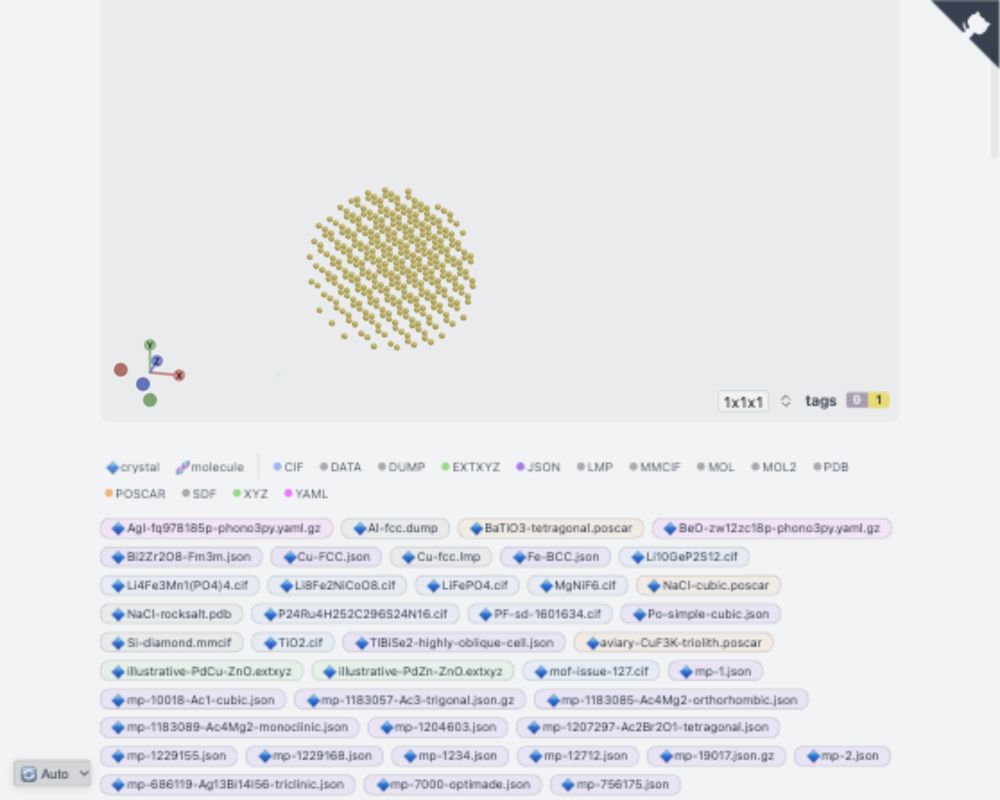 Y
Z
X
1x1x1 tags 0 1
crystal molecule CIF DATA DUMP EXTXYZ JSON LMP MMCIF MOL MOL2 PDB
POSCAR SDF XYZ YAML
AgI-fq978185p-phono3py.yaml.gz Al-fcc.dump BaTiO3-tetragonal.poscar BeO-zw12zc18p-phono3py.yaml.gz
Bi2Zr2O8-Fm3m.json Cu-FCC.json Cu-fcc.lmp Fe-BCC.json Li10GeP2S12.cif
Li4Fe3Mn1(PO4)4.cif Li8Fe2NiCoO8.cif LiFePO4.cif MgNiF6.cif NaCl-cubic.poscar
NaCl-rocksalt.pdb P24Ru4H252C296S24N16.cif PF-sd-1601634.cif Po-simple-cubic.json
Si-diamond.mmcif TiO2.cif TlBiSe2-highly-oblique-cell.json aviary-CuF3K-triolith.poscar
illustrative-PdCu-ZnO.extxyz illustrative-PdZn-ZnO.extxyz mof-issue-127.cif mp-1.json
mp-10018-Ac1-cubic.json mp-1183057-Ac3-trigonal.json.gz mp-1183085-Ac4Mg2-orthorhombic.json
mp-1183089-Ac4Mg2-monoclinic.json mp-1204603.json mp-1207297-Ac2Br2O1-tetragonal.json
mp-1229155.json mp-1229168.json mp-1234.json mp-12712.json mp-19017.json.gz mp-2.json
Auto
mp-686119-Ag13Bi14I56-triclinic.json mp-7000-optimade.json mp-756175.json